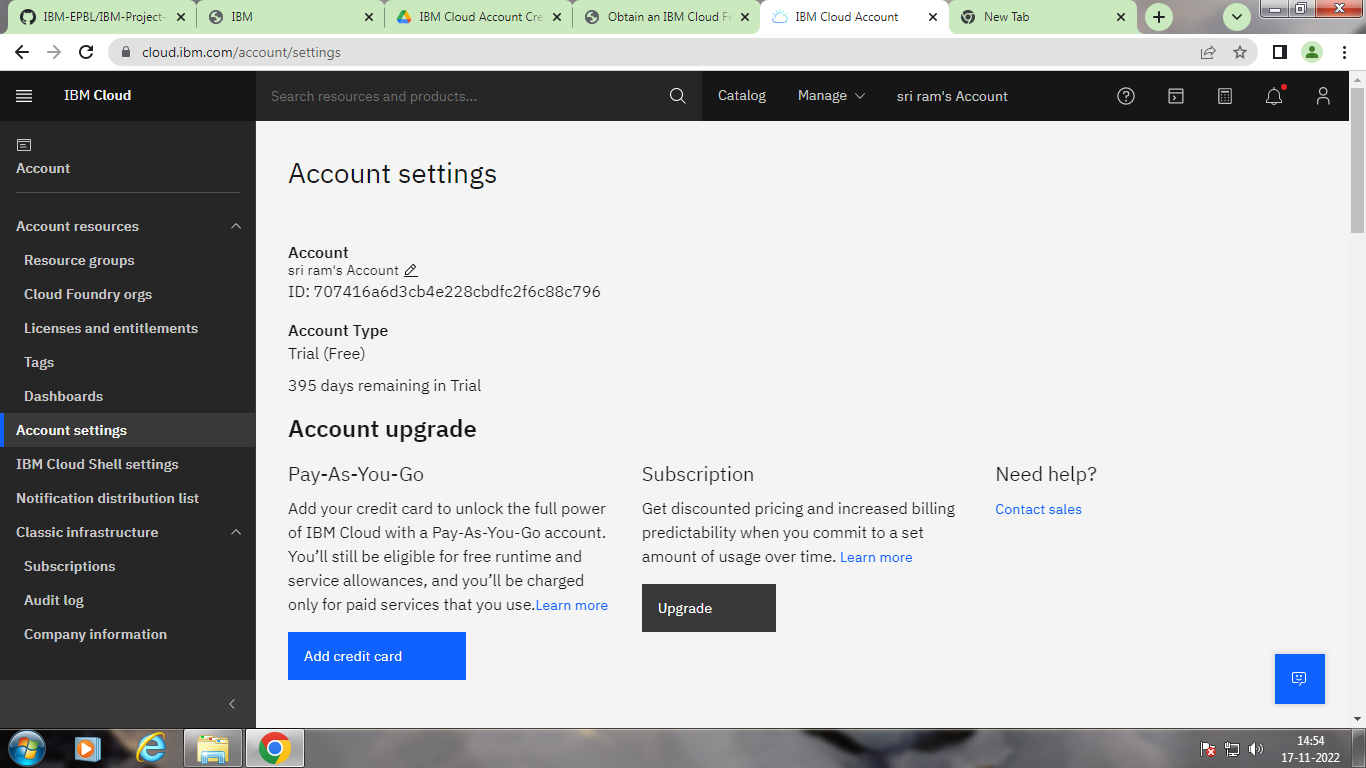 IBM-EPBL/IBM-Project-
IBM
IBM Cloud Account Cre
Obtain an IBM Cloud Fe
IBM Cloud Account
New Tab
cloud.ibm.com/account/settings
IBM Cloud
Search resources and products...
Catalog
Manage
sri ram's Account
Account
Account resources
Resource groups
Cloud Foundry orgs
Licenses and entitlements
Tags
Dashboards
Account settings
IBM Cloud Shell settings
Notification distribution list
Classic infrastructure
Subscriptions
Audit log
Company information
Account settings
Account
sri ram's Account
ID: 707416a6d3cb4e228cbdfc2f6c88c796
Account Type
Trial (Free)
395 days remaining in Trial
Account upgrade
Pay-As-You-Go
Add your credit card to unlock the full power
of IBM Cloud with a Pay-As-You-Go account.
You’ll still be eligible for free runtime and
service allowances, and you’ll be charged
only for paid services that you use.Learn more
Add credit card
Subscription
Get discounted pricing and increased billing
predictability when you commit to a set
amount of usage over time. Learn more
Upgrade
Need help?
Contact sales
14:54
17-11-2022